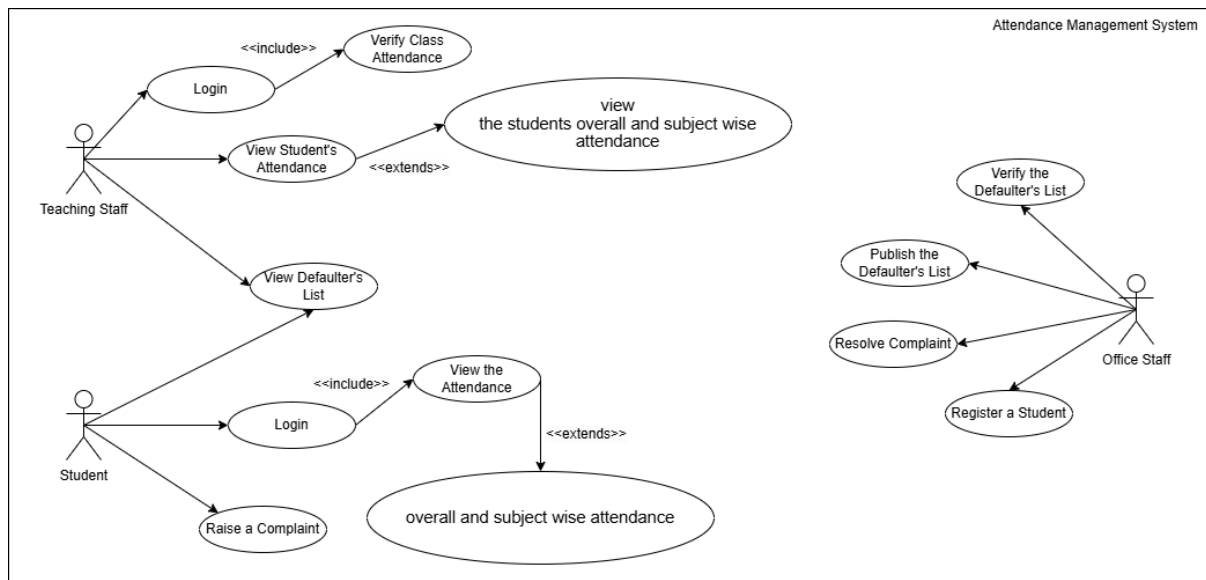 Attendance Management System
<<include>>
Verify Class
Attendance
Login
view
the students overall and subject wise
attendance
View Student's
Attendance
<<extends>>
Teaching Staff
Verify the
Defaulter's List
Publish the
Defaulter's List
View Defaulter's
List
Resolve Complaint
Office Staff
Register a Student
<<include>>
View the
Attendance
Login
<<extends>>
Student
Raise a Complaint
overall and subject wise attendance